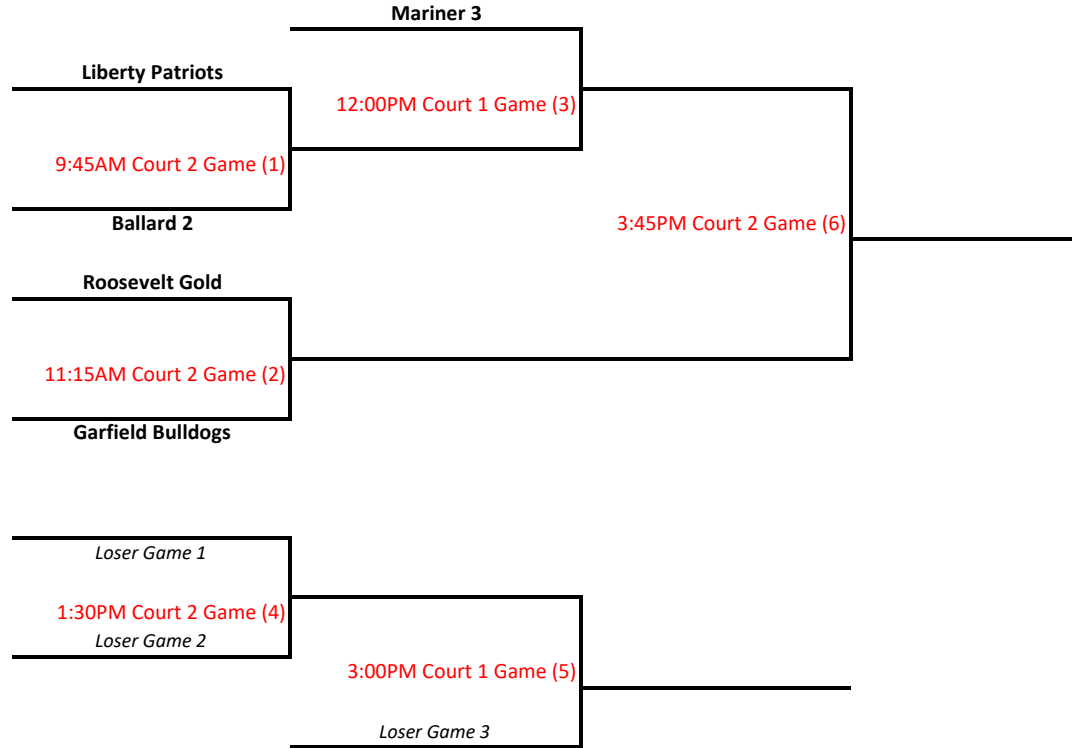 Mariner 3
Liberty Patriots
12:00PM Court 1 Game (3)
9:45AM Court 2 Game (1)
Ballard 2
3:45PM Court 2 Game (6)
Roosevelt Gold
11:15AM Court 2 Game (2)
Garfield Bulldogs
Loser Game 1
1:30PM Court 2 Game (4)
Loser Game 2
3:00PM Court 1 Game (5)
Loser Game 3